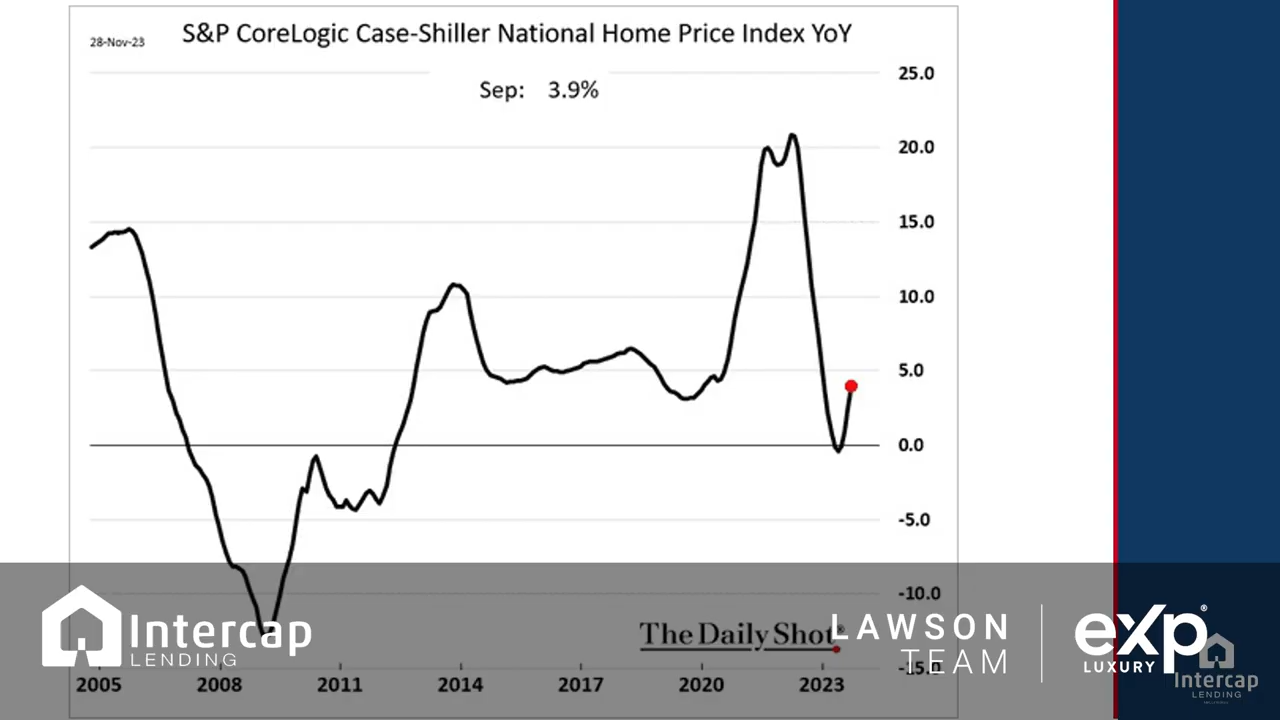 28-Nov-23
S&P CoreLogic Case-Shiller National Home Price Index YoY
Sep: 3.9%
25.0
20.0
15.0
10.0
5.0
0.0
-5.0
-10.0
-15.0
2005 2008 2011 2014 2017 2020 2023
The Daily Shot®
Intercap
LENDING
LAWSON
TEAM
eXp®
LUXURY
Intercap
LENDING